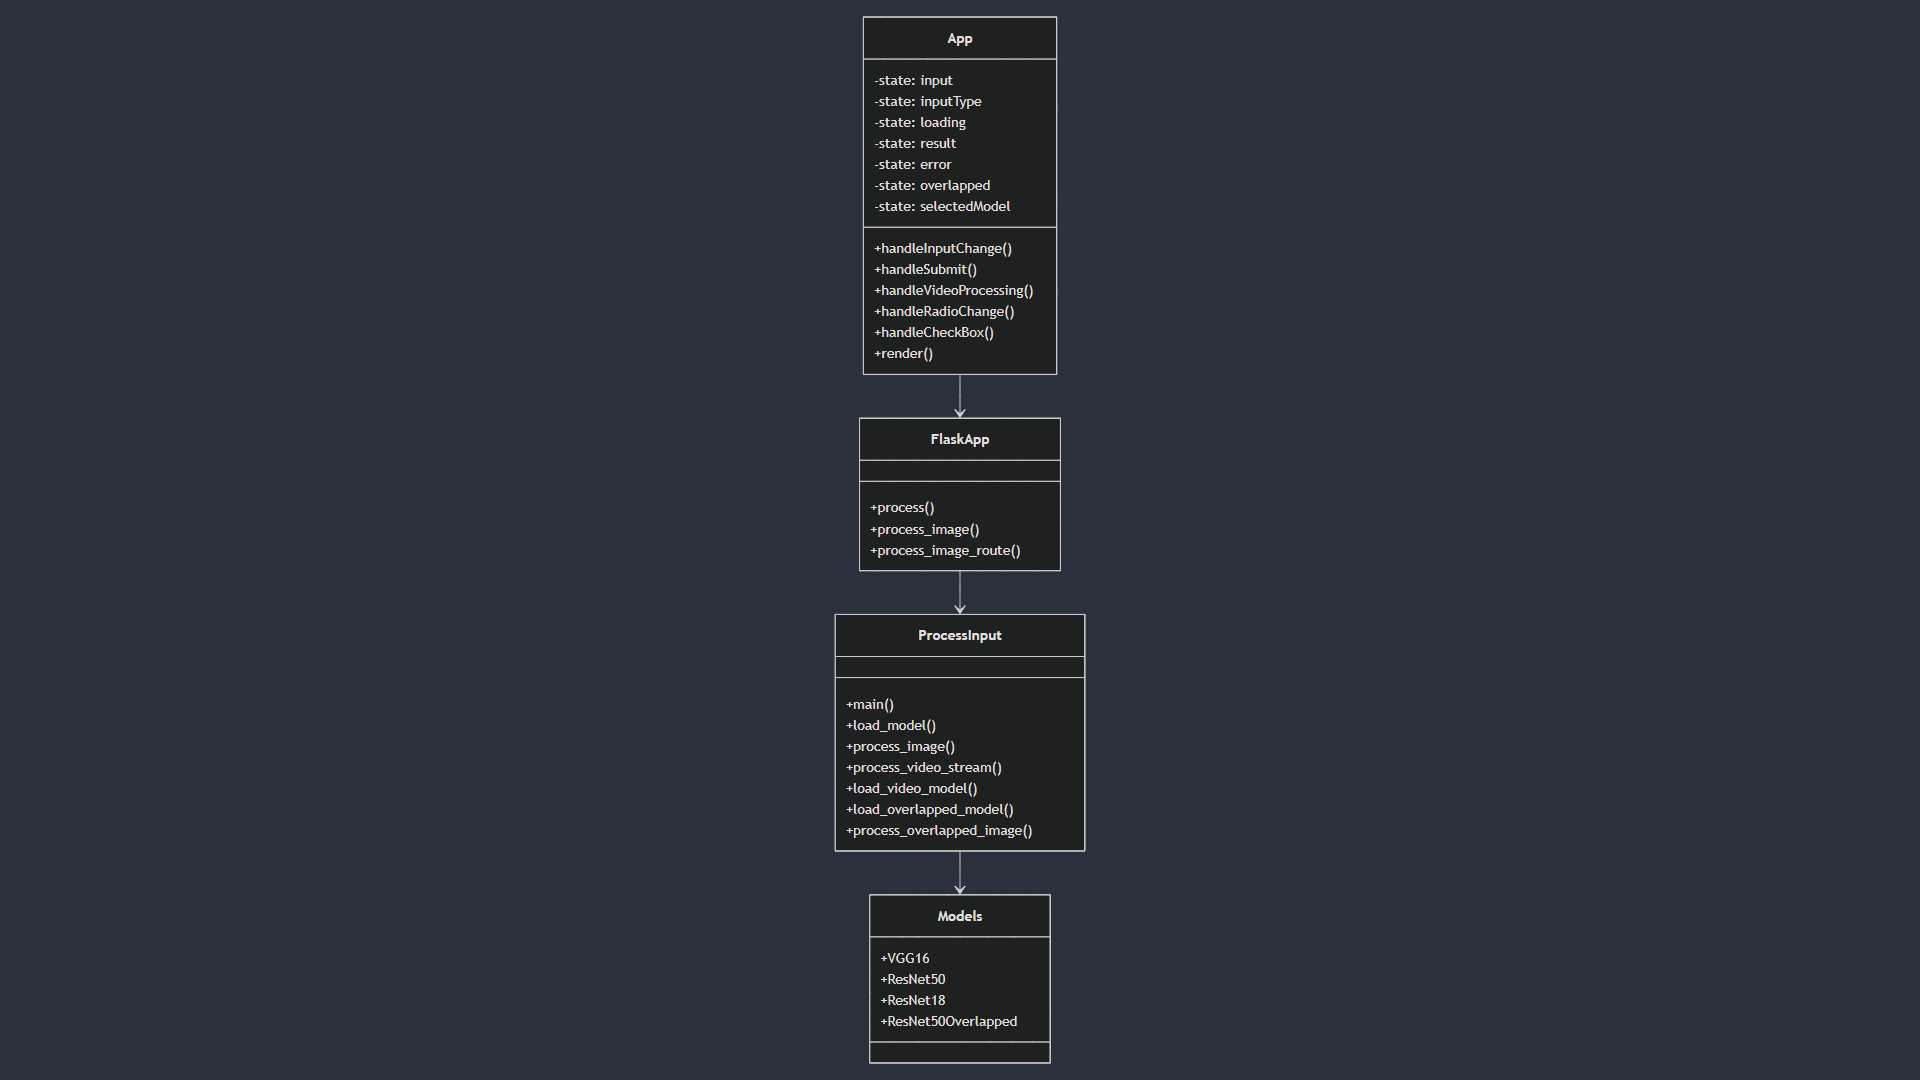 App
-state: input
-state: inputType
-state: loading
-state: result
-state: error
-state: overlapped
-state: selectedModel
+handleInputChange()
+handleSubmit()
+handleVideoProcessing()
+handleRadioChange()
+handleCheckBox()
+render()
FlaskApp
+process()
+process_image()
+process_image_route()
ProcessInput
+main()
+load_model()
+process_image()
+process_video_stream()
+load_video_model()
+load_overlapped_model()
+process_overlapped_image()
Models
+VGG16
+ResNet50
+ResNet18
+ResNet50Overlapped